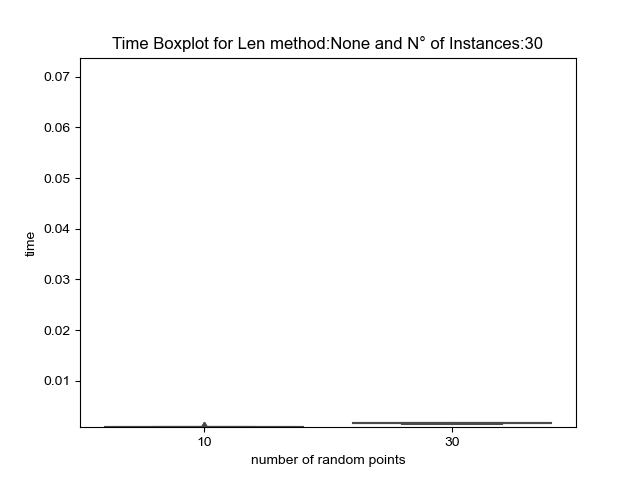 Time Boxplot for Len method:None and N° of Instances:30
0.07
0.06
0.05
0.04
0.03
0.02
0.01
time
10 30
number of random points